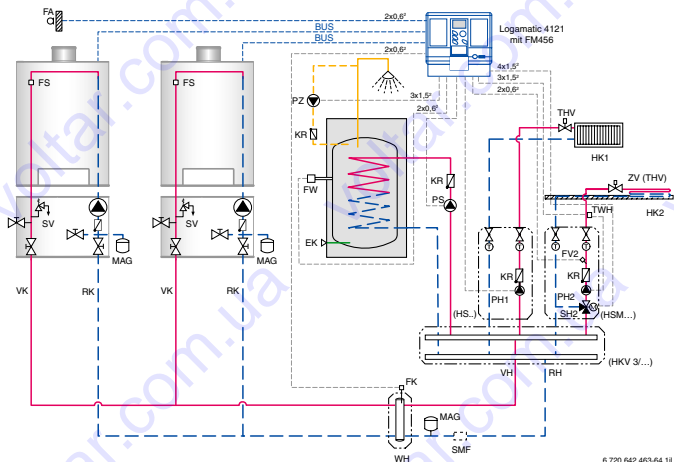 FA
2x0,6²
BUS
BUS
2x0,6²
Logamatic 4121
mit FM456
4x1,5²
3x1,5²
2x0,6²
3x1,5²
2x0,6²
FS
FS
PZ
KR
THV
HK1
FW
KR
PS
ZV (THV)
HK2
TWH
SV
SV
MAG
MAG
EK
FV2
KR
KR
VK
RK
VK
RK
PH1
PH2
(HS..)
SH2
(HSM...)
(HKV 3/...)
VH
RH
FK
MAG
WH
SMF
6 720 642 463-64.1il
voltar.com.ua